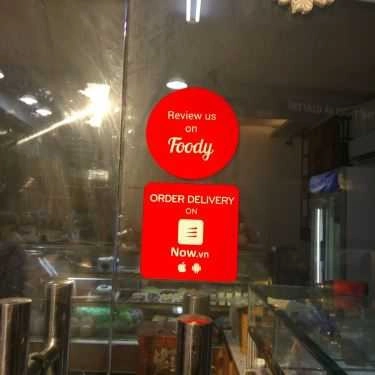 Review us
on
Foody
ORDER DELIVERY
ON
Now.vn